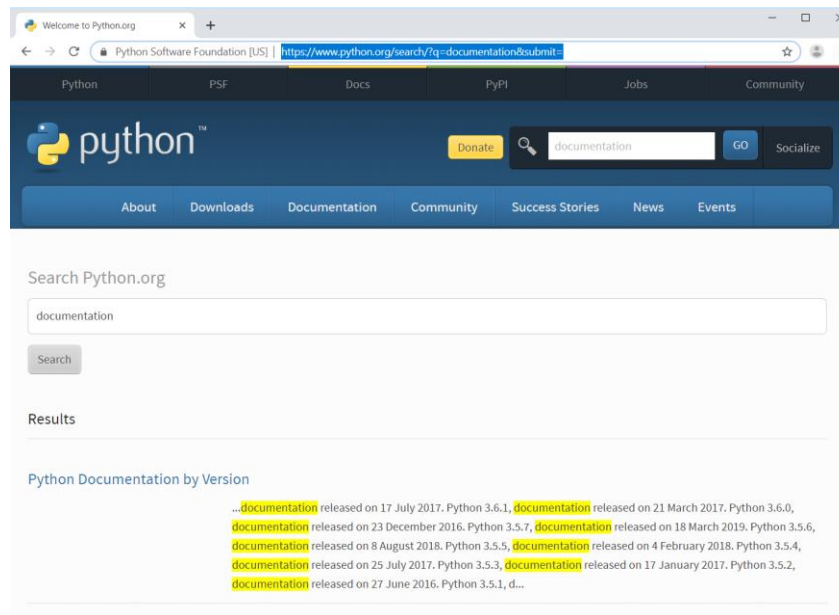 Welcome to Python.org
Python Software Foundation [US] | https://www.python.org/search/?q=documentation&submit=
Python PSF Docs PyPI Jobs Community
python™ Donate documentation GO Socialize
About Downloads Documentation Community Success Stories News Events
Search Python.org
documentation
Search
Results
Python Documentation by Version
...documentation released on 17 July 2017. Python 3.6.1, documentation released on 21 March 2017. Python 3.6.0,
documentation released on 23 December 2016. Python 3.5.7, documentation released on 18 March 2019. Python 3.5.6,
documentation released on 8 August 2018. Python 3.5.5, documentation released on 4 February 2018. Python 3.5.4,
documentation released on 25 July 2017. Python 3.5.3, documentation released on 17 January 2017. Python 3.5.2,
documentation released on 27 June 2016. Python 3.5.1, d...